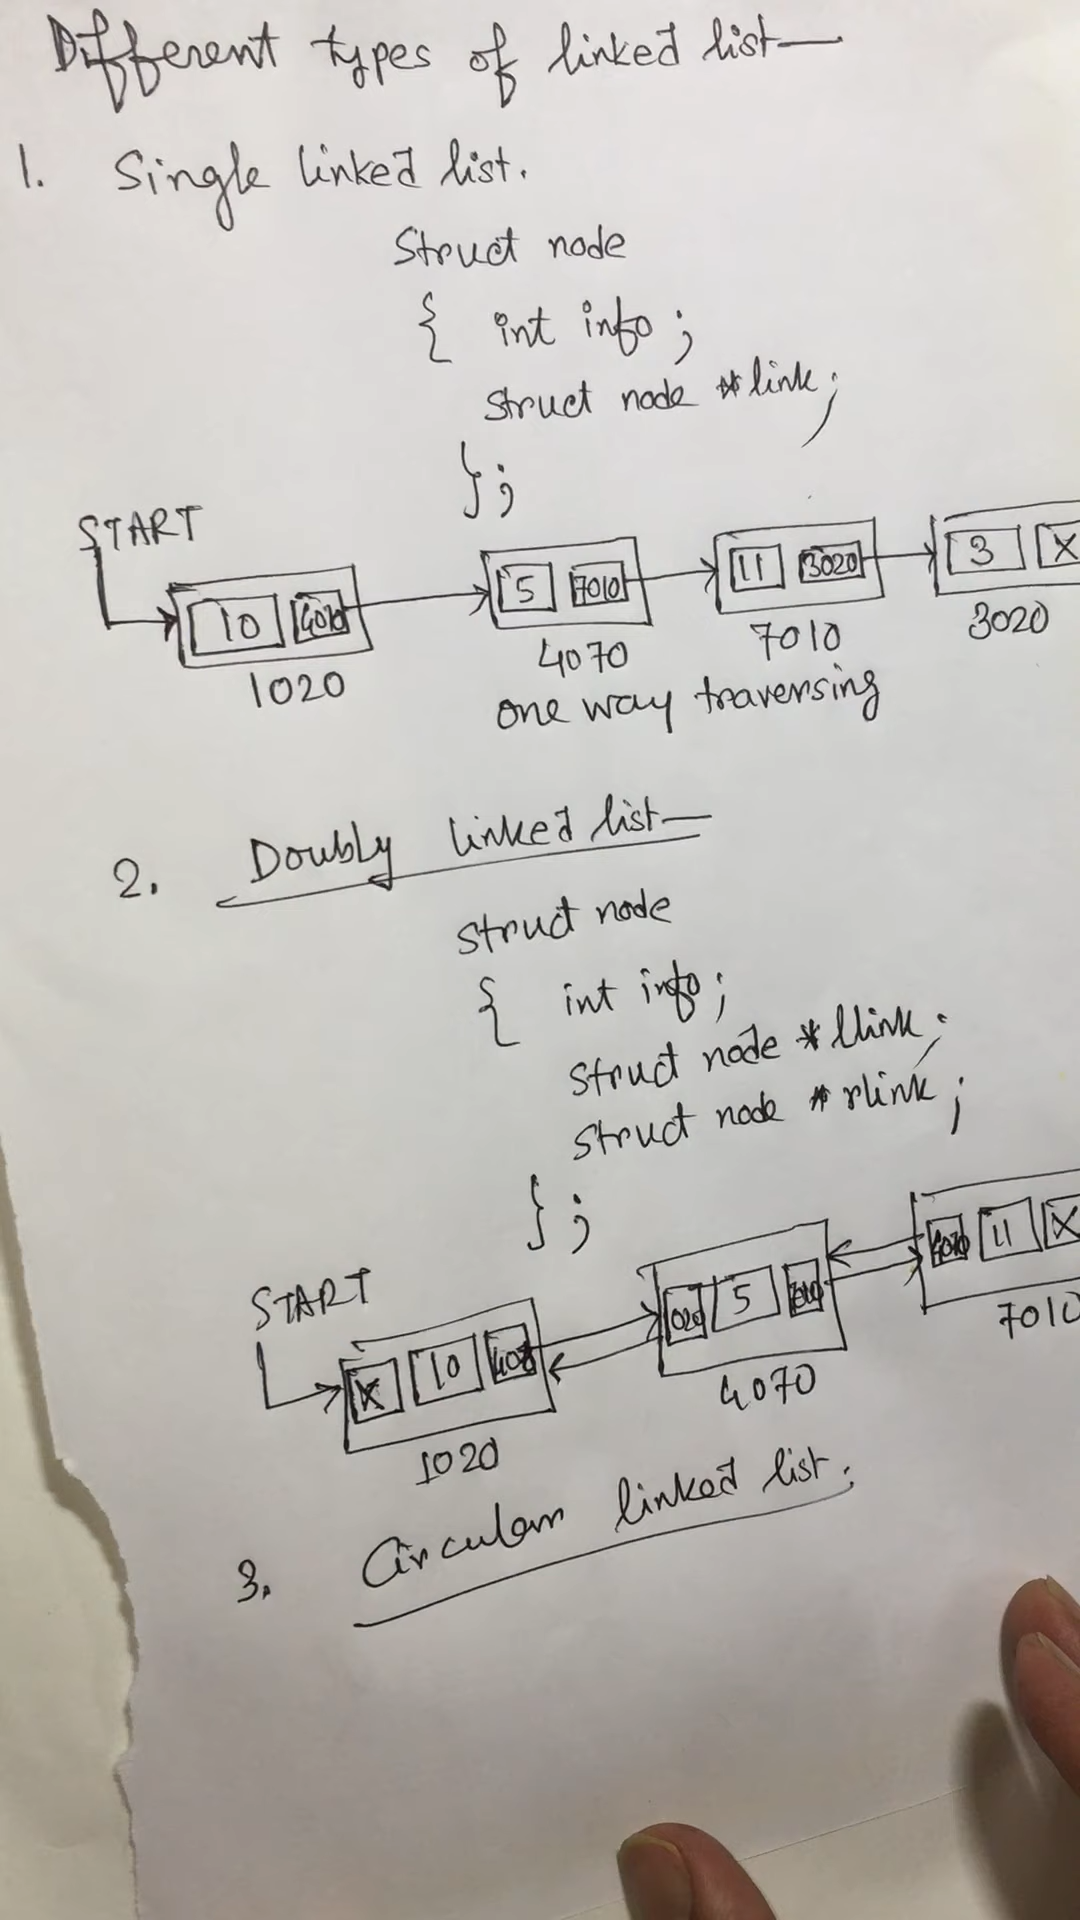 Different types of linked list—
1. Single linked list.
Struct node
{ int info ;
struct node *link;
};
START
10 4070 5 7010 11 3020 3 X
1020 4070 7010 3020
one way traversing
2. Doubly linked list—
struct node
{ int info;
struct node *llink;
struct node *rlink;
};
START
X 10 5 4070 11 X
1020 4070 7010
3. Circular linked list.